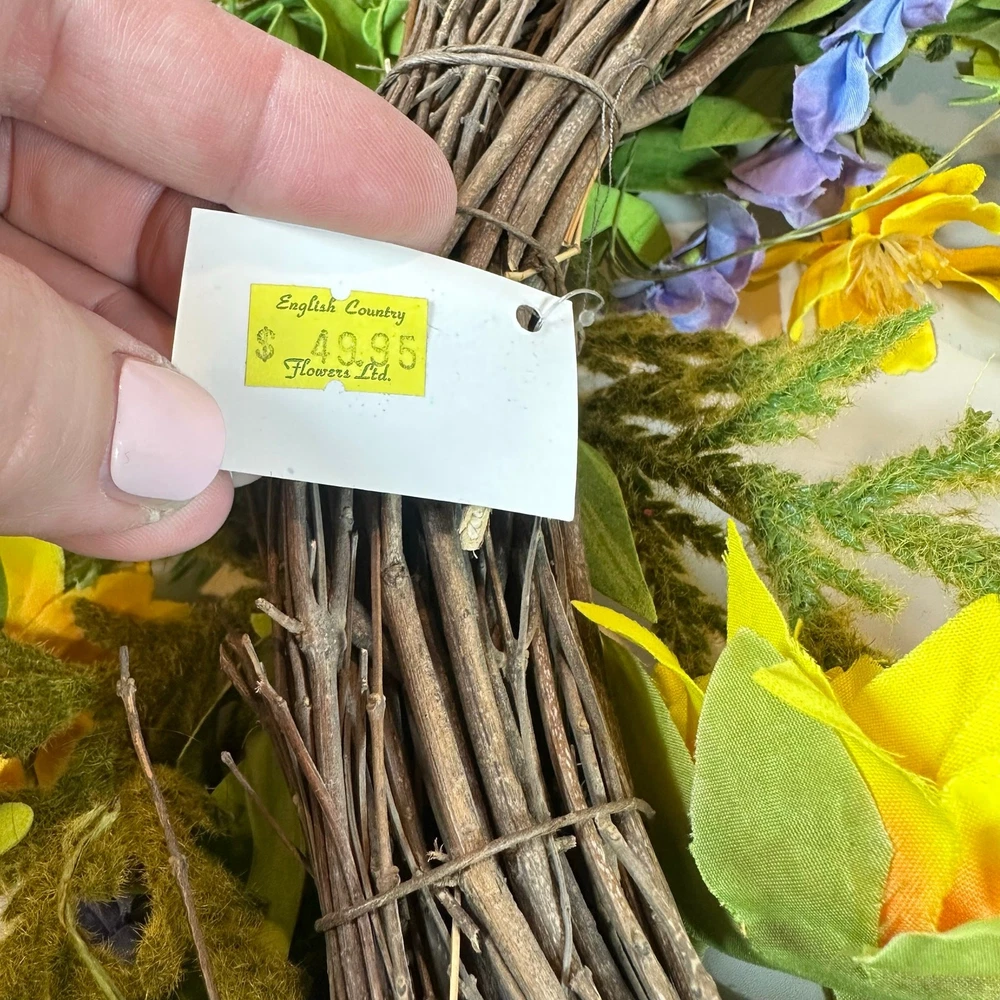 English Country
$ 49.95
Flowers Ltd.